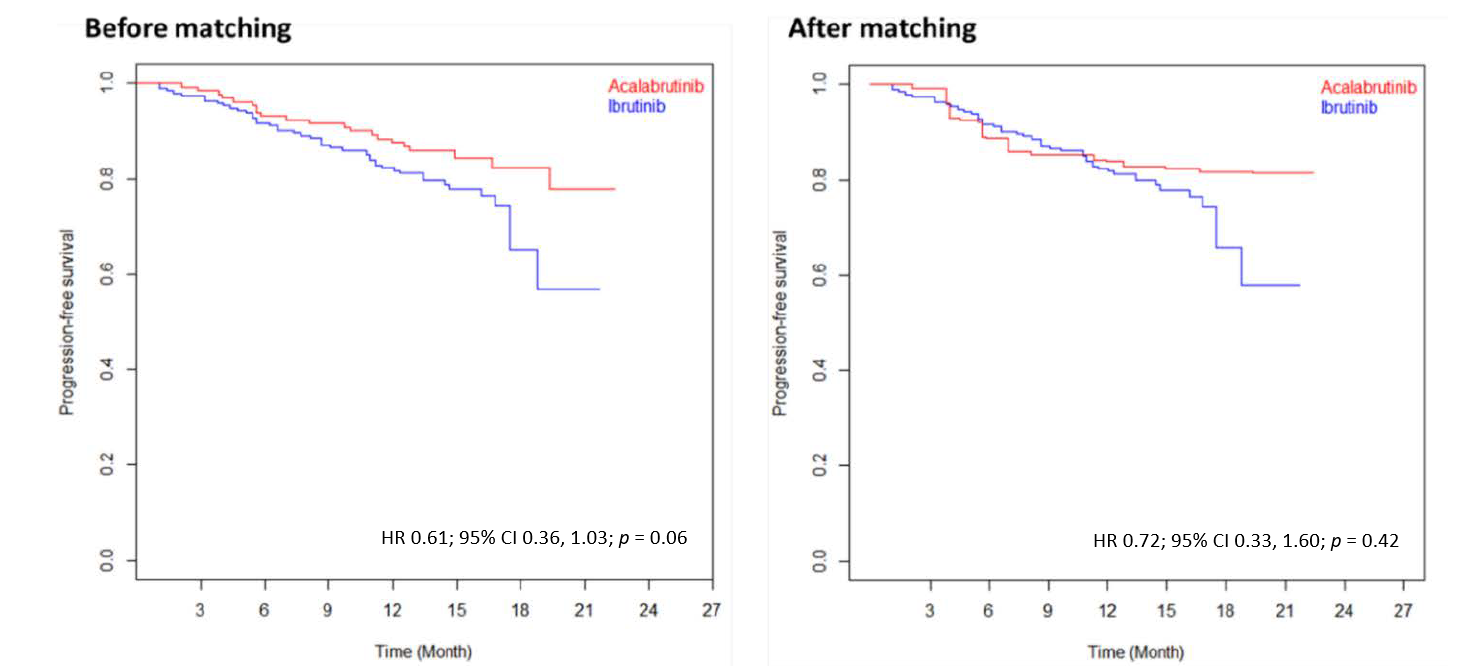 Before matching
Acalabrutinib
Ibrutinib
Progression-free survival
1.0
0.8
0.6
0.4
0.2
0.0
HR 0.61; 95% CI 0.36, 1.03; p = 0.06
3 6 9 12 15 18 21 24 27
Time (Month)
After matching
Acalabrutinib
Ibrutinib
Progression-free survival
1.0
0.8
0.6
0.4
0.2
0.0
HR 0.72; 95% CI 0.33, 1.60; p = 0.42
3 6 9 12 15 18 21 24 27
Time (Month)